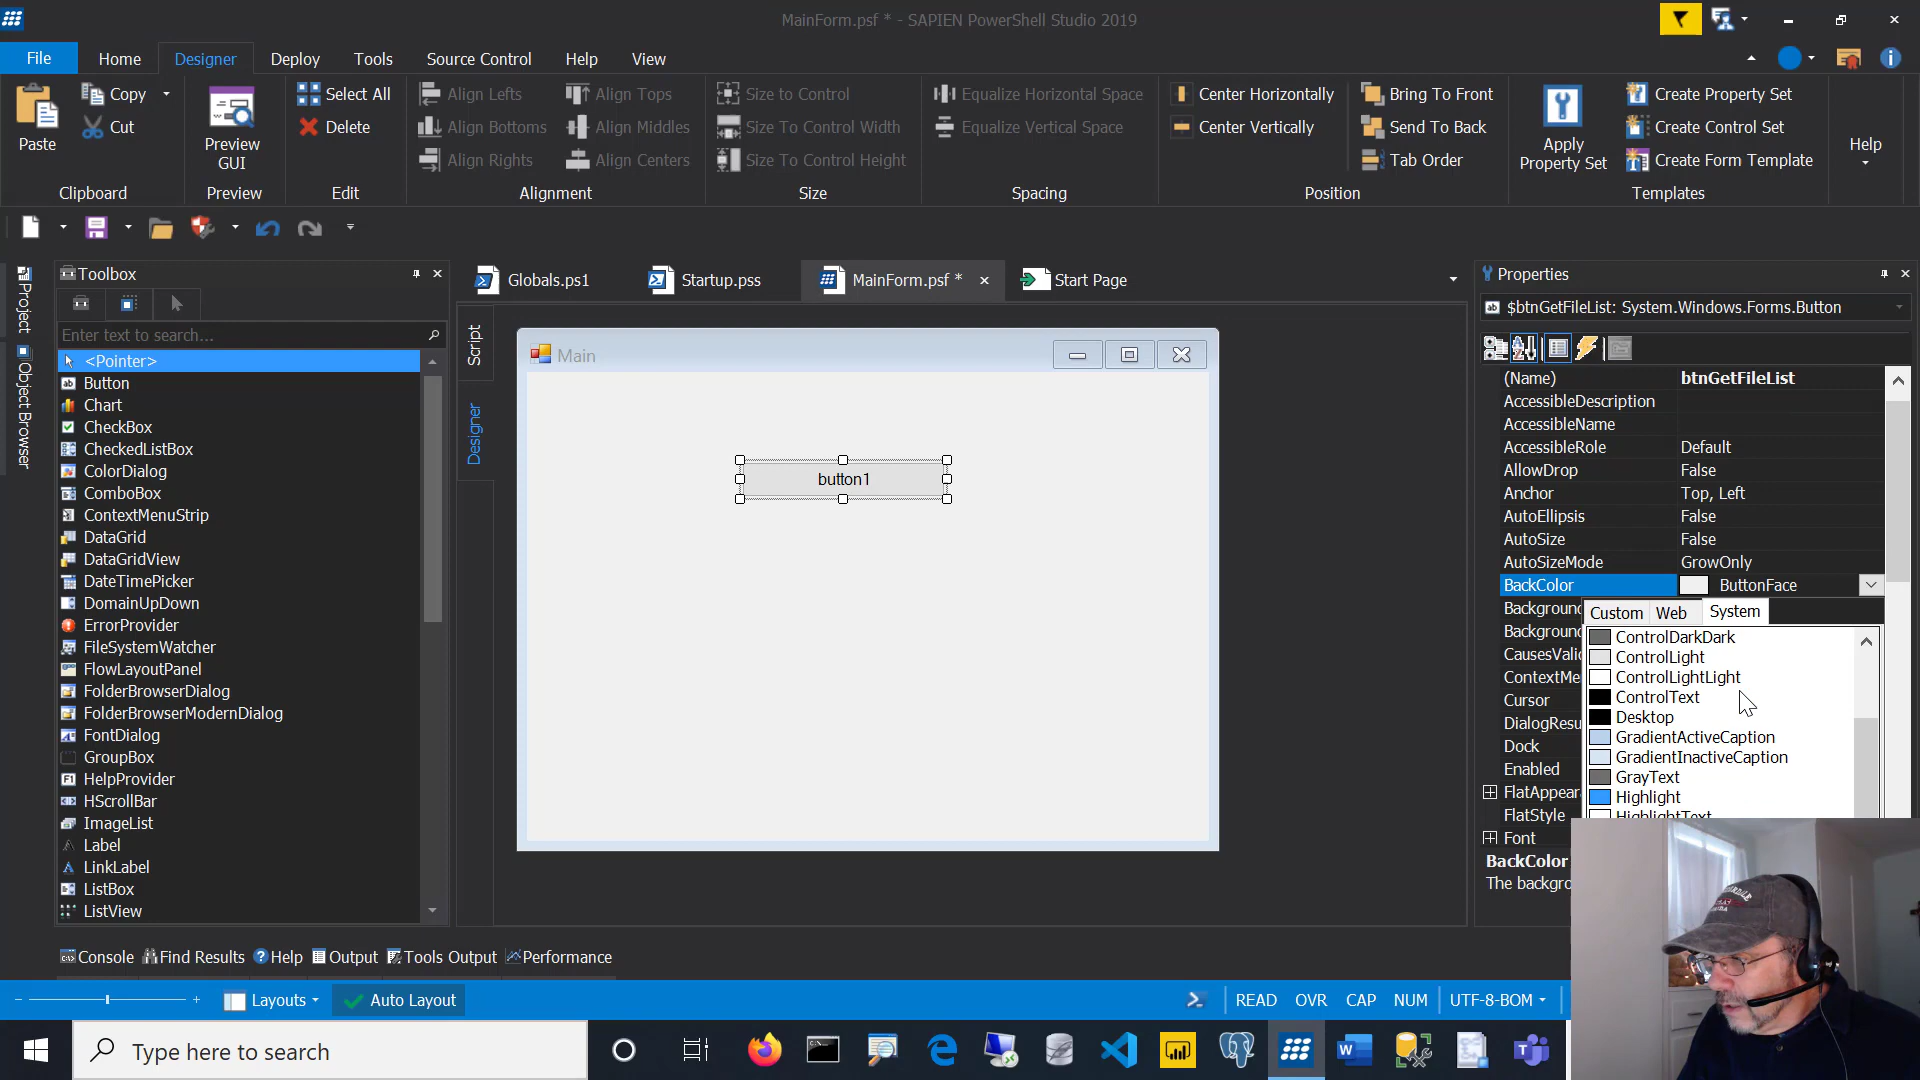 MainForm.psf * - SAPIEN PowerShell Studio 2019
File
Home
Designer
Deploy
Tools
Source Control
Help
View
Paste
Copy
Cut
Clipboard
Preview GUI
Preview
Select All
Delete
Edit
Align Lefts
Align Bottoms
Align Rights
Align Tops
Align Middles
Align Centers
Alignment
Size to Control
Size To Control Width
Size To Control Height
Size
Equalize Horizontal Space
Equalize Vertical Space
Spacing
Center Horizontally
Center Vertically
Bring To Front
Send To Back
Tab Order
Position
Apply Property Set
Create Property Set
Create Control Set
Create Form Template
Templates
Help
Project
Object Browser
Toolbox
Enter text to search...
<Pointer>
Button
Chart
CheckBox
CheckedListBox
ColorDialog
ComboBox
ContextMenuStrip
DataGrid
DataGridView
DateTimePicker
DomainUpDown
ErrorProvider
FileSystemWatcher
FlowLayoutPanel
FolderBrowserDialog
FolderBrowserModernDialog
FontDialog
GroupBox
HelpProvider
HScrollBar
ImageList
Label
LinkLabel
ListBox
ListView
Globals.ps1
Startup.pss
MainForm.psf *
Start Page
Script
Designer
Main
button1
Properties
$btnGetFileList: System.Windows.Forms.Button
(Name) btnGetFileList
AccessibleDescription
AccessibleName
AccessibleRole Default
AllowDrop False
Anchor Top, Left
AutoEllipsis False
AutoSize False
AutoSizeMode GrowOnly
BackColor ButtonFace
Custom Web System
Background
Background
CausesValid
ContextMe
Cursor
DialogResu
Dock
Enabled
FlatAppear
FlatStyle
Font
ControlDarkDark
ControlLight
ControlLightLight
ControlText
Desktop
GradientActiveCaption
GradientInactiveCaption
GrayText
Highlight
HighlightText
BackColor
The backgro
Console
Find Results
Help
Output
Tools Output
Performance
Layouts
Auto Layout
READ
OVR
CAP
NUM
UTF-8-BOM
Type here to search